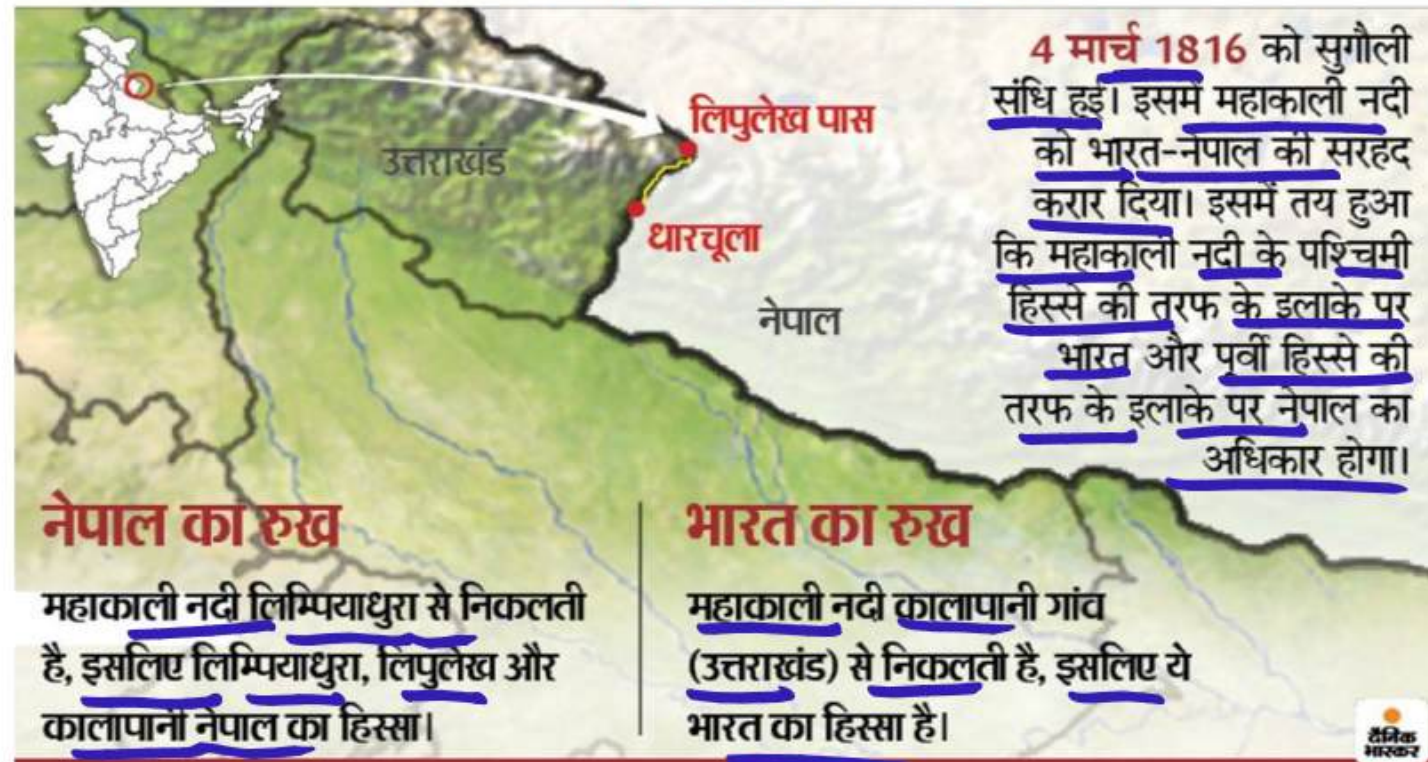 4 मार्च 1816 को सुगौली
संधि हुई। इसमें महाकाली नदी
को भारत-नेपाल की सरहद
करार दिया। इसमें तय हुआ
कि महाकाली नदी के पश्चिमी
हिस्से की तरफ के इलाके पर
भारत और पूर्वी हिस्से की
तरफ के इलाके पर नेपाल का
अधिकार होगा।
लिपुलेख पास
उत्तराखंड
धारचूला
नेपाल
नेपाल का रुख
महाकाली नदी लिम्पियाधुरा से निकलती
है, इसलिए लिम्पियाधुरा, लिपुलेख और
कालापानी नेपाल का हिस्सा।
भारत का रुख
महाकाली नदी कालापानी गांव
(उत्तराखंड) से निकलती है, इसलिए ये
भारत का हिस्सा है।
दैनिक
भास्कर